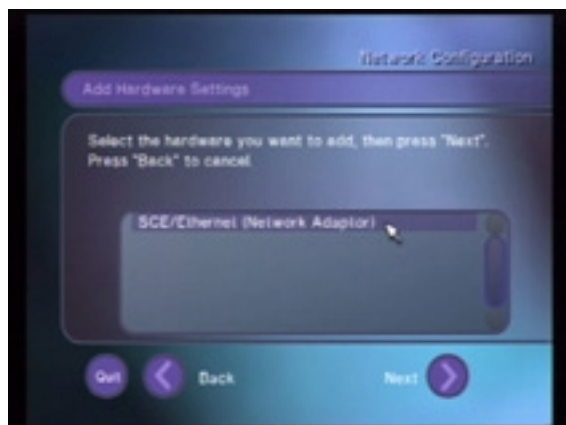 Network Configuration
Add Hardware Settings
Select the hardware you want to add, then press "Next".
Press "Back" to cancel.
SCE/Ethernet (Network Adaptor)
Quit
Back
Next